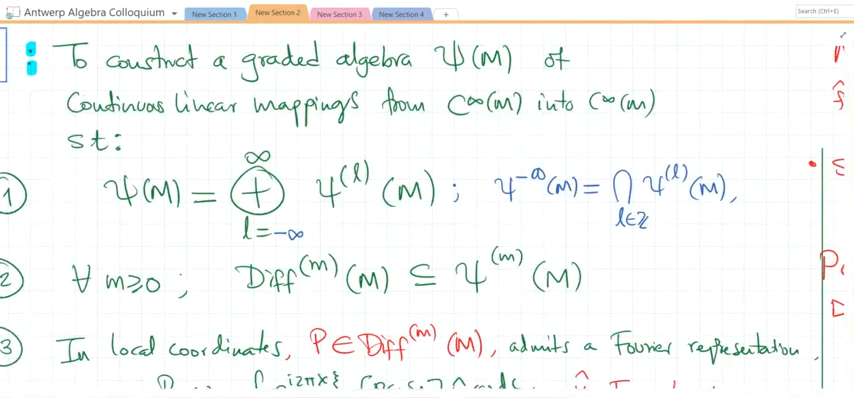 Antwerp Algebra Colloquium
New Section 1
New Section 2
New Section 3
New Section 4
+
Search (Ctrl+E)
: To construct a graded algebra Ψ(M) of
Continuous linear mappings from C∞(M) into C∞(M)
st:
① Ψ(M) = ⊕_{l=-∞}^{∞} Ψ^(l)(M) ; Ψ^-∞(M) = ⋂_{l∈ℤ} Ψ^(l)(M),
② ∀ m≥0 ; Diff^(m)(M) ⊆ Ψ^(m)(M)
③ In local coordinates, P ∈ Diff^(m)(M), admits a Fourier representation,